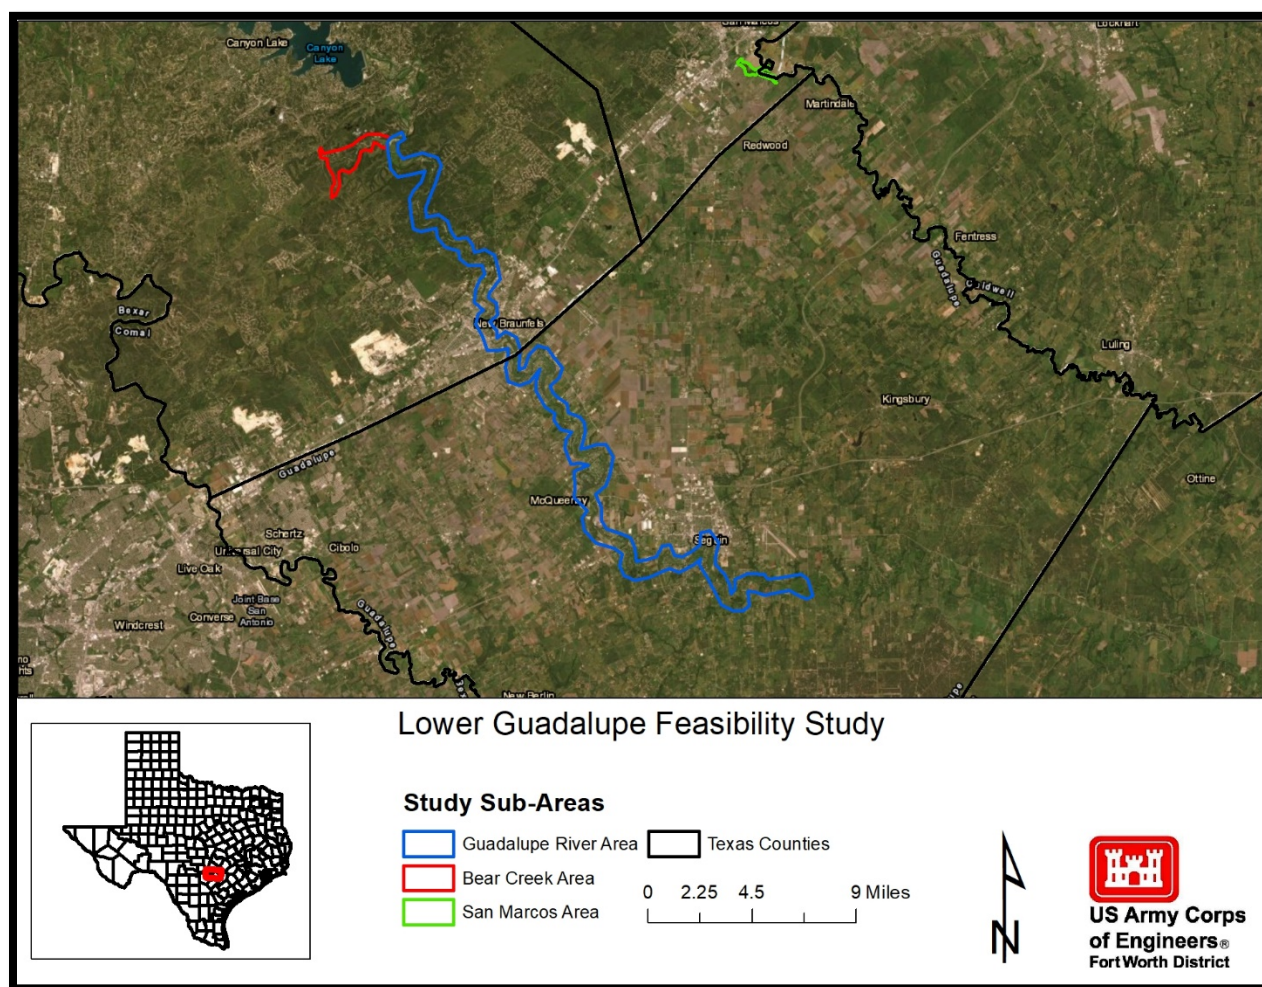 San Marcos
Lockhart
Canyon Lake
Canyon
Lake
Martindale
Redwood
Fentress
Guadalupe
Caldwell
Bexar
Comal
New Braunfels
Luling
Kingsbury
Guadalupe
Ottine
McQueeney
Schertz
Universal City
Cibolo
Seguin
Live Oak
Joint Base
San
Antonio
Converse
Windcrest
Guadalupe
New Berlin
Lower Guadalupe Feasibility Study
Study Sub-Areas
Guadalupe River Area
Texas Counties
Bear Creek Area
San Marcos Area
0 2.25 4.5 9 Miles
N
US Army Corps
of Engineers®
Fort Worth District